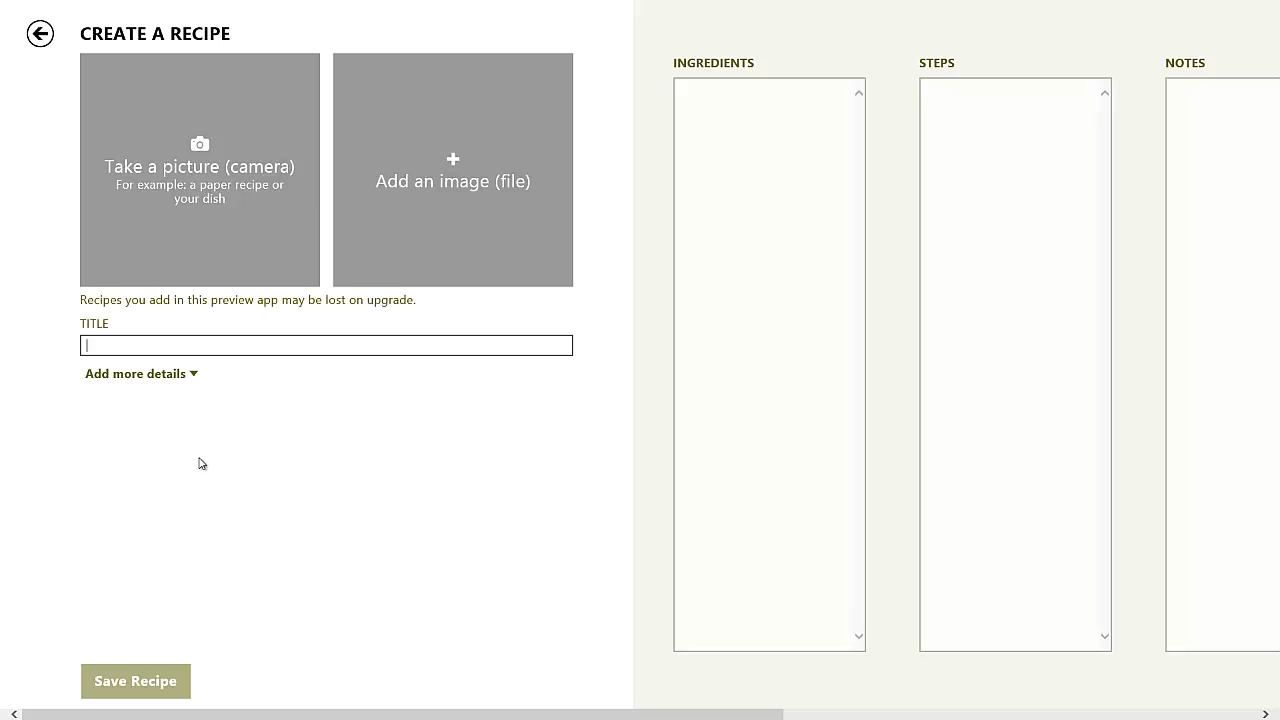 CREATE A RECIPE
Take a picture (camera)
For example: a paper recipe or
your dish
Add an image (file)
Recipes you add in this preview app may be lost on upgrade.
TITLE
Add more details
Save Recipe
INGREDIENTS
STEPS
NOTES